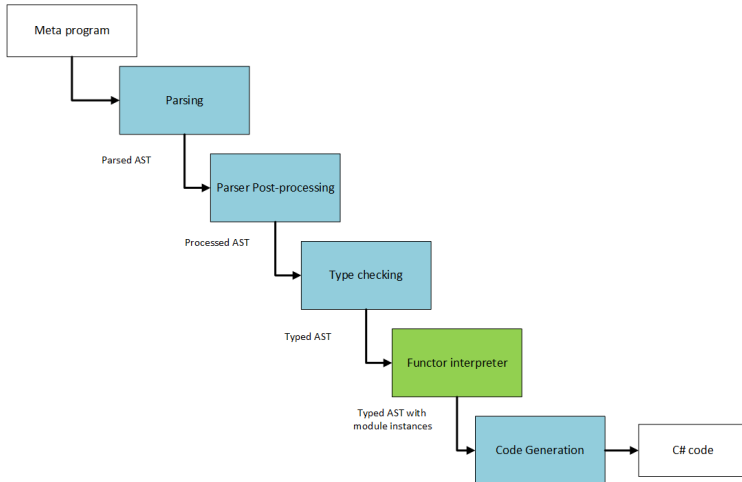 Meta program
Parsing
Parsed AST
Parser Post-processing
Processed AST
Type checking
Typed AST
Functor interpreter
Typed AST with
module instances
Code Generation
C# code